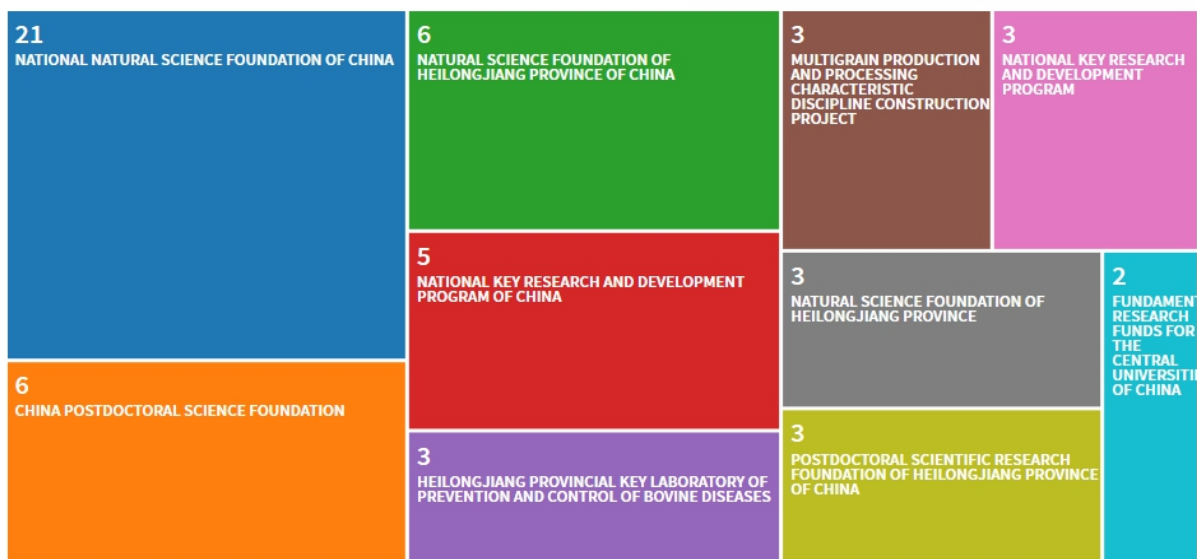 21
NATIONAL NATURAL SCIENCE FOUNDATION OF CHINA
6
CHINA POSTDOCTORAL SCIENCE FOUNDATION
6
NATURAL SCIENCE FOUNDATION OF
HEILONGJIANG PROVINCE OF CHINA
5
NATIONAL KEY RESEARCH AND DEVELOPMENT
PROGRAM OF CHINA
3
HEILONGJIANG PROVINCIAL KEY LABORATORY OF
PREVENTION AND CONTROL OF BOVINE DISEASES
3
MULTIGRAIN PRODUCTION
AND PROCESSING
CHARACTERISTIC
DISCIPLINE CONSTRUCTION
PROJECT
3
NATIONAL KEY RESEARCH
AND DEVELOPMENT
PROGRAM
3
NATURAL SCIENCE FOUNDATION OF
HEILONGJIANG PROVINCE
3
POSTDOCTORAL SCIENTIFIC RESEARCH
FOUNDATION OF HEILONGJIANG PROVINCE
OF CHINA
2
FUNDAMENT
RESEARCH
FUNDS FOR
THE
CENTRAL
UNIVERSITI
OF CHINA